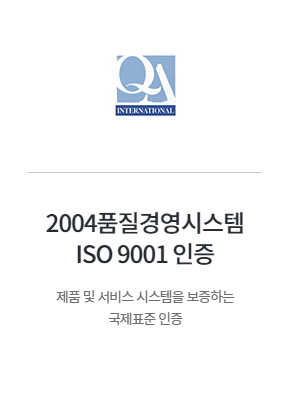 QA
INTERNATIONAL
2004품질경영시스템
ISO 9001 인증
제품 및 서비스 시스템을 보증하는
국제표준 인증